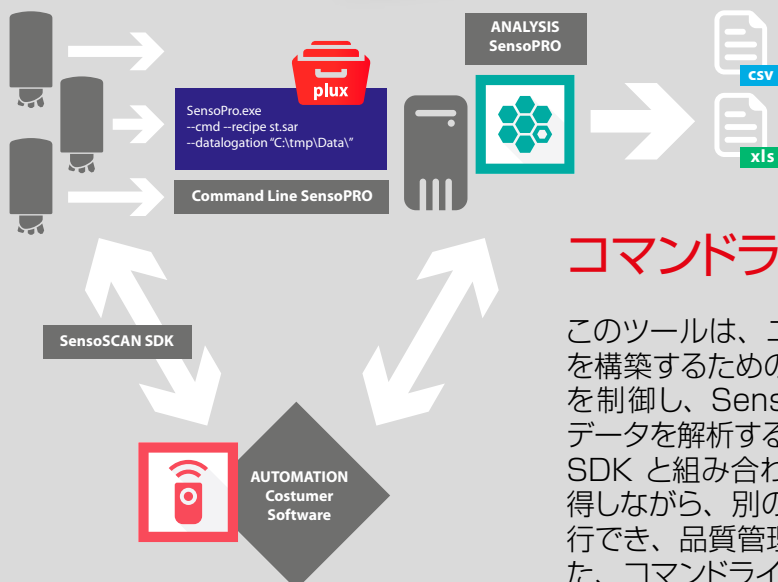 ANALYSIS
SensoPRO
csv
plux
SensoPro.exe
--cmd --recipe st.sar
--datalogation “C:\tmp\Data\”
xls
Command Line SensoPRO
SensoSCAN SDK
AUTOMATION
Costumer
Software
コマンドラ
このツールは、
を構築するための
を制御し、Sens
データを解析する
SDK と組み合わ
得しながら、別の
行でき、品質管理
た、コマンドライ